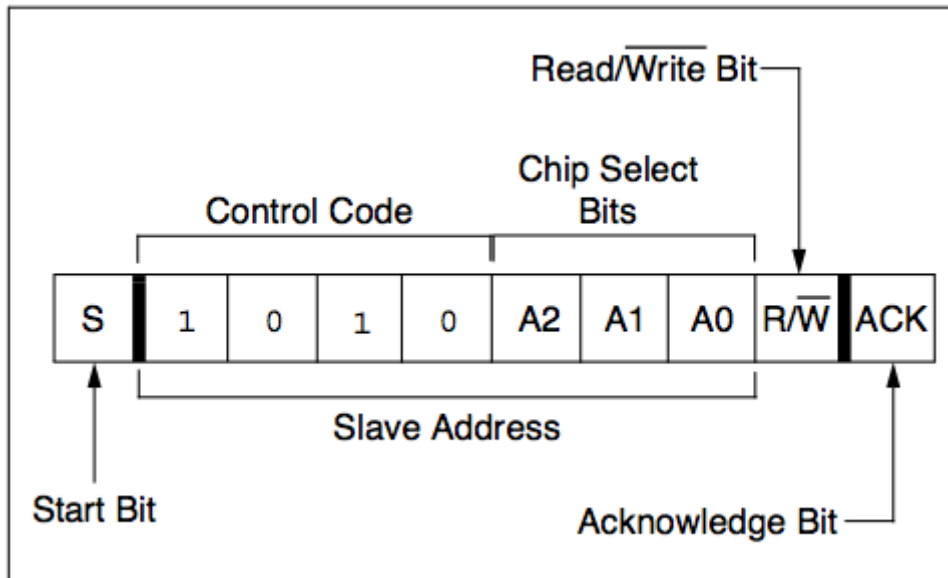 Read/Write Bit
Chip Select
Bits
Control Code
S 1 0 1 0 A2 A1 A0 R/W ACK
Slave Address
Start Bit
Acknowledge Bit